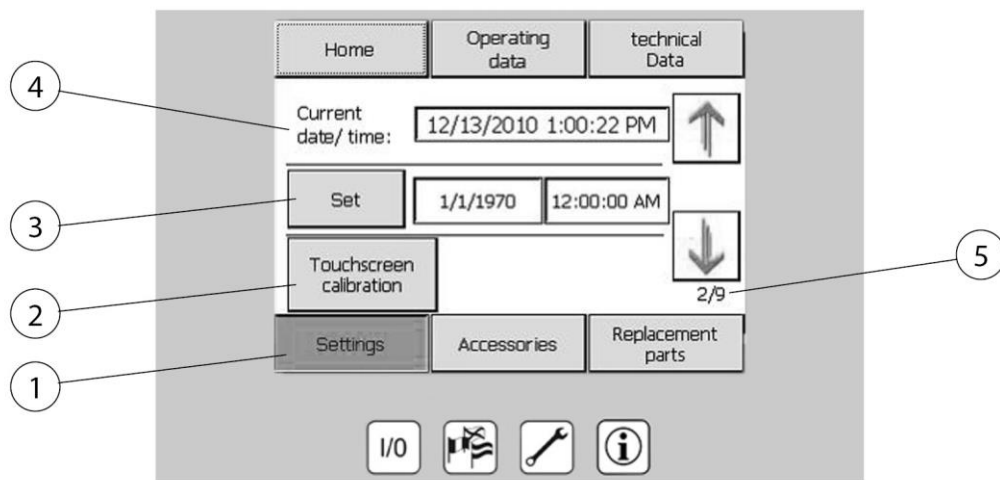 Home
Operating
data
technical
Data
4
Current
date/ time:
12/13/2010 1:00:22 PM
3
Set
1/1/1970
12:00:00 AM
5
2
Touchscreen
calibration
2/9
1
Settings
Accessories
Replacement
parts
I/0
i